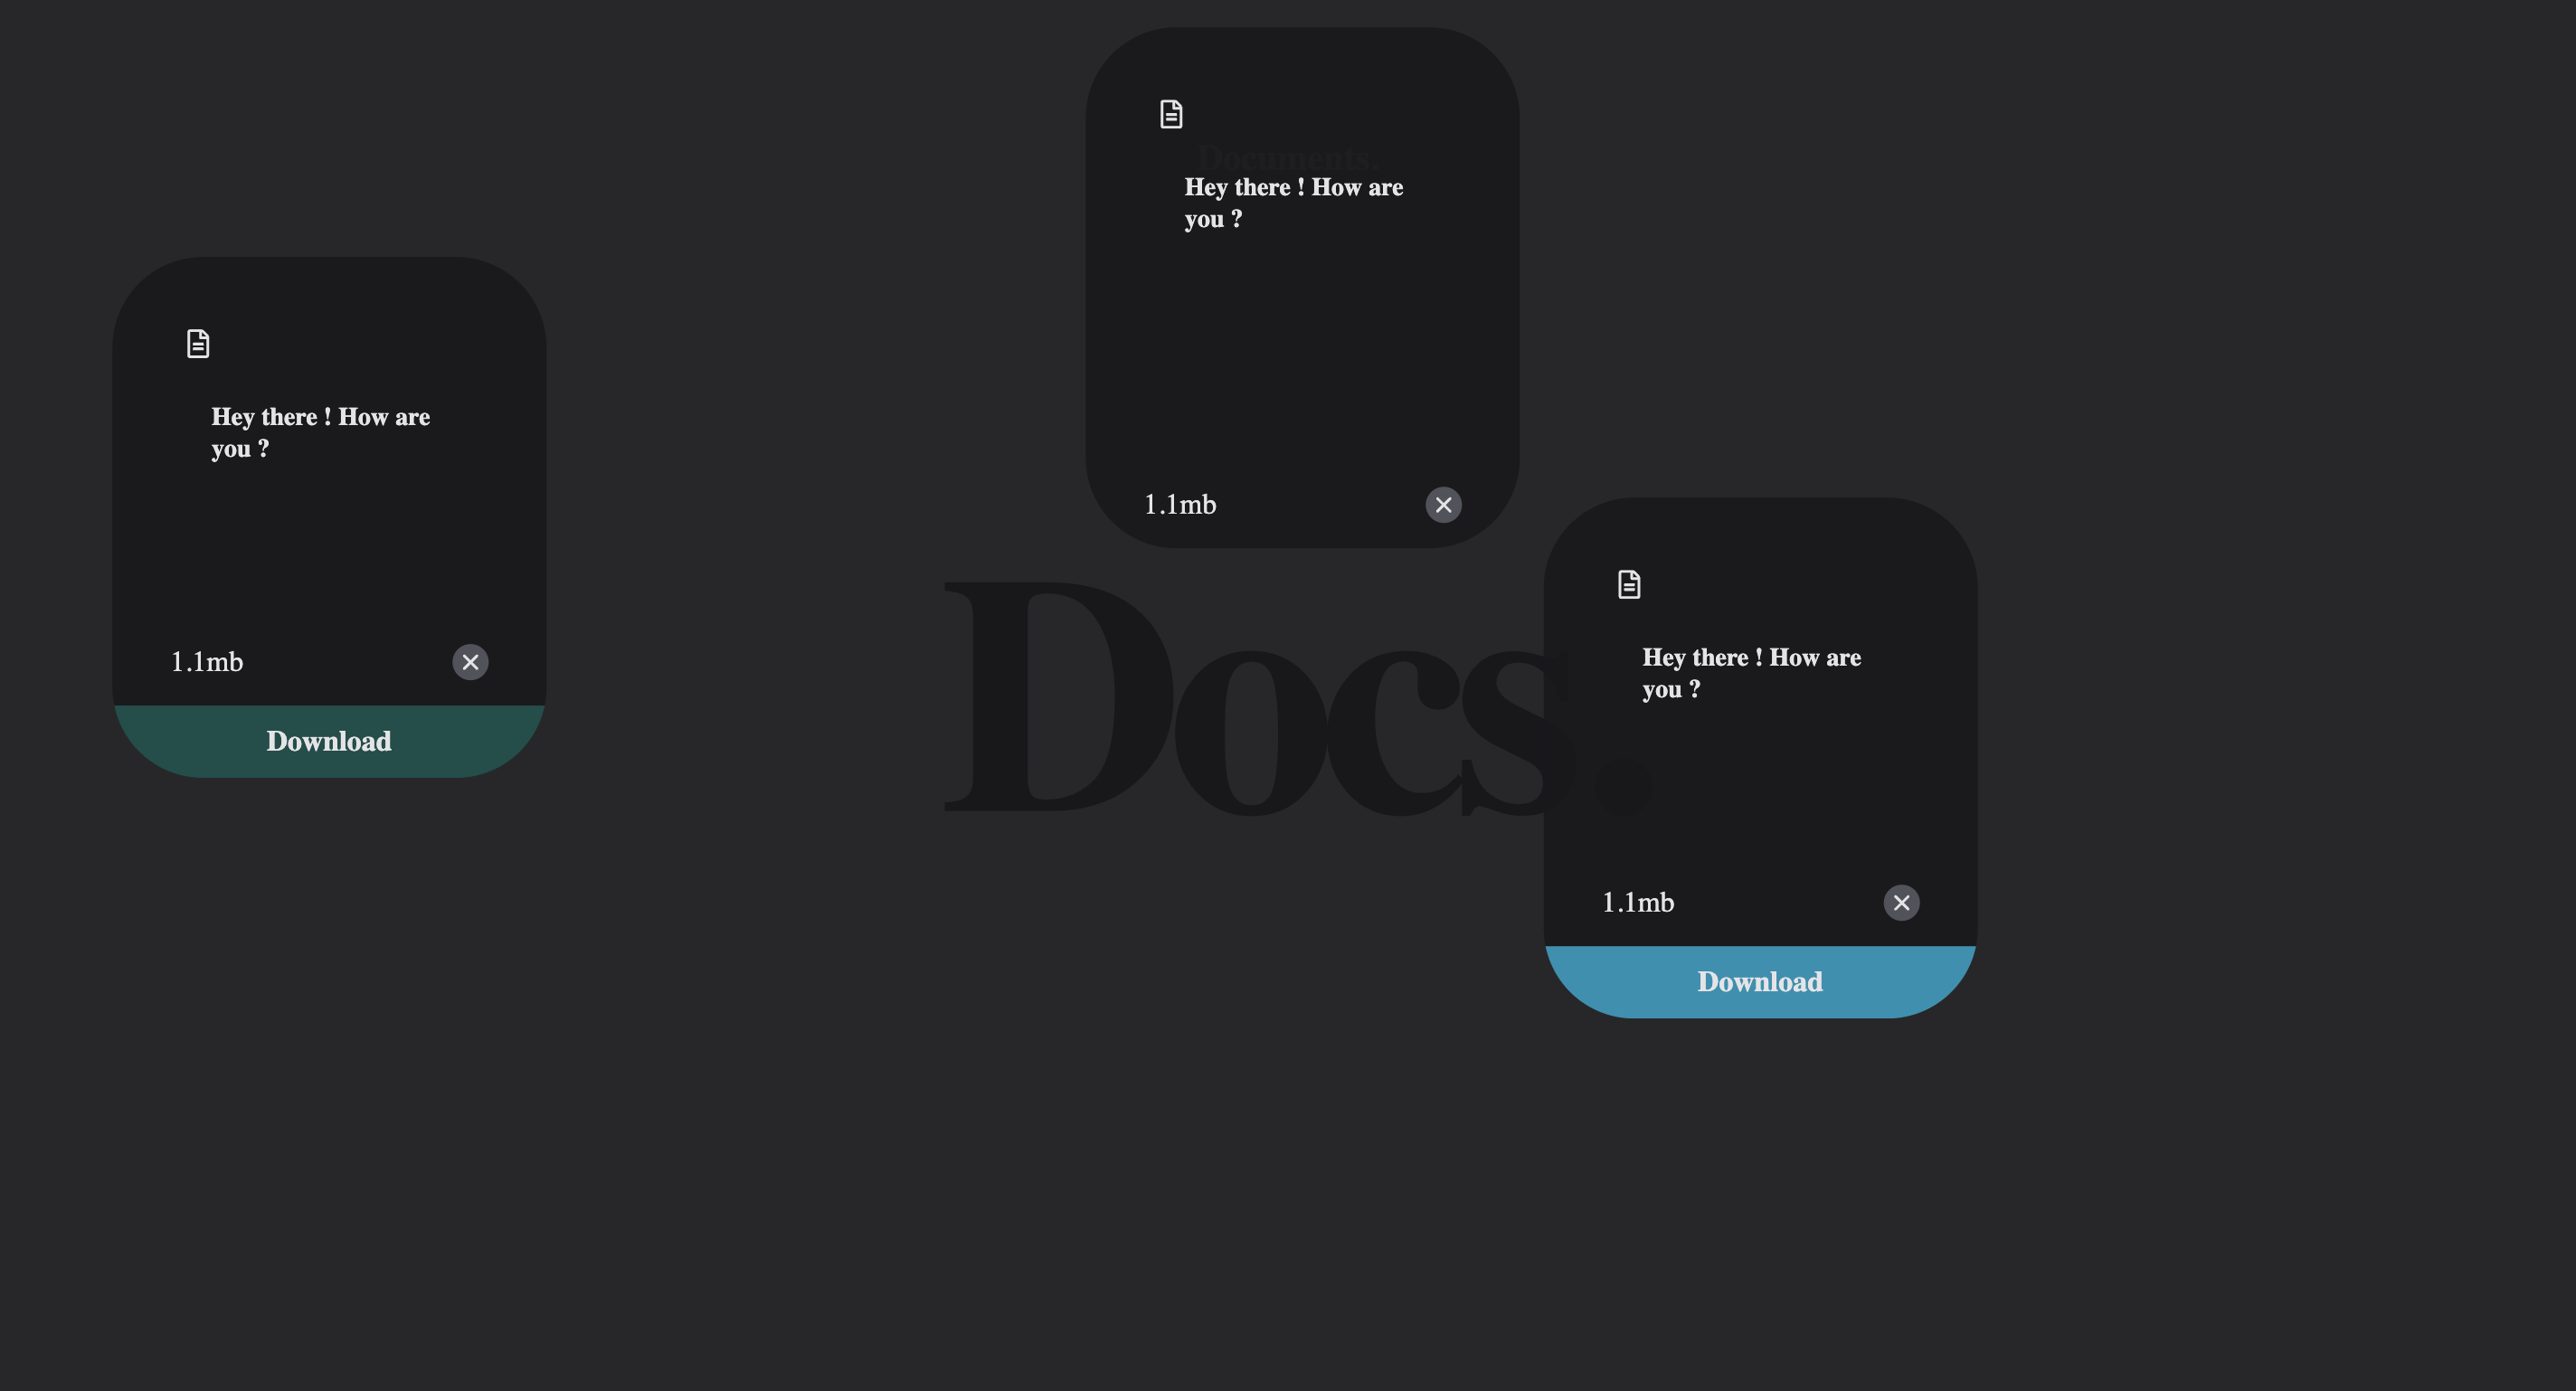 Documents.
Hey there ! How are
you ?
1.1mb
Hey there ! How are
you ?
1.1mb
Download
Docs.
Hey there ! How are
you ?
1.1mb
Download